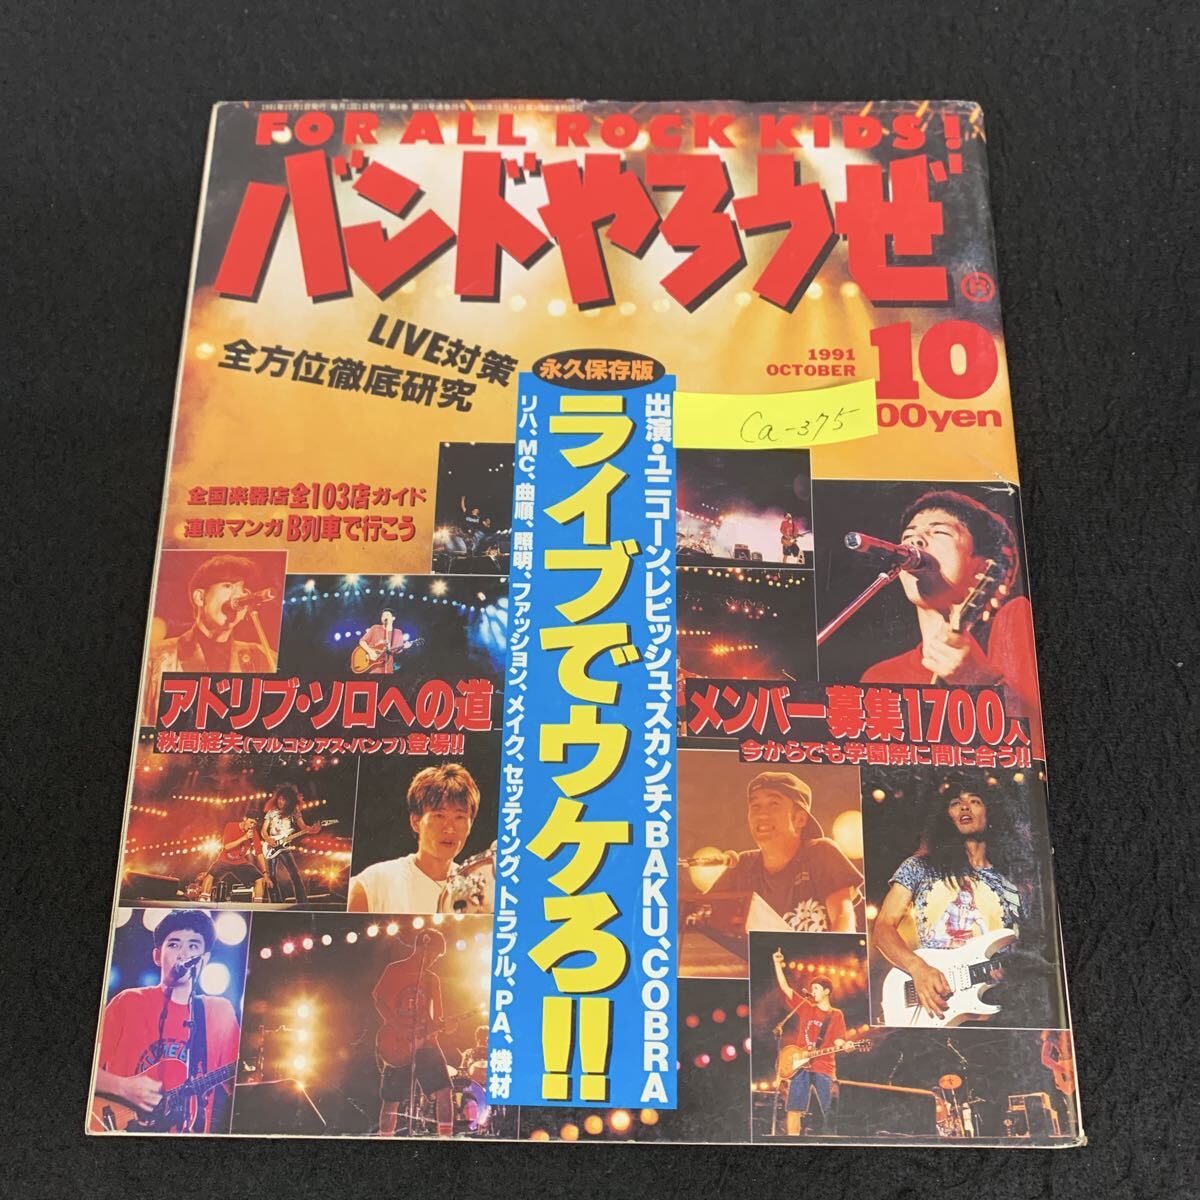 FOR ALL ROCK KIDS!
バンドやろうぜ
B
LIVE対策
全方位徹底研究
1991
OCTOBER
10
00yen
Ca-375
永久保存版
出演・ユニコーン、レピッシュ、スカンチ、BAKU、COBRA
ライブでウケろ!!
リハ、MC、曲順、照明、ファッション、メイク、セッティング、トラブル、PA、機材
全国楽器店全103店ガイド
連載マンガB列車で行こう
アドリブ・ソロへの道
秋間経夫(マルコシアス・バンプ)登場!!
メンバー募集1700人
今からでも学園祭に間に合う!!